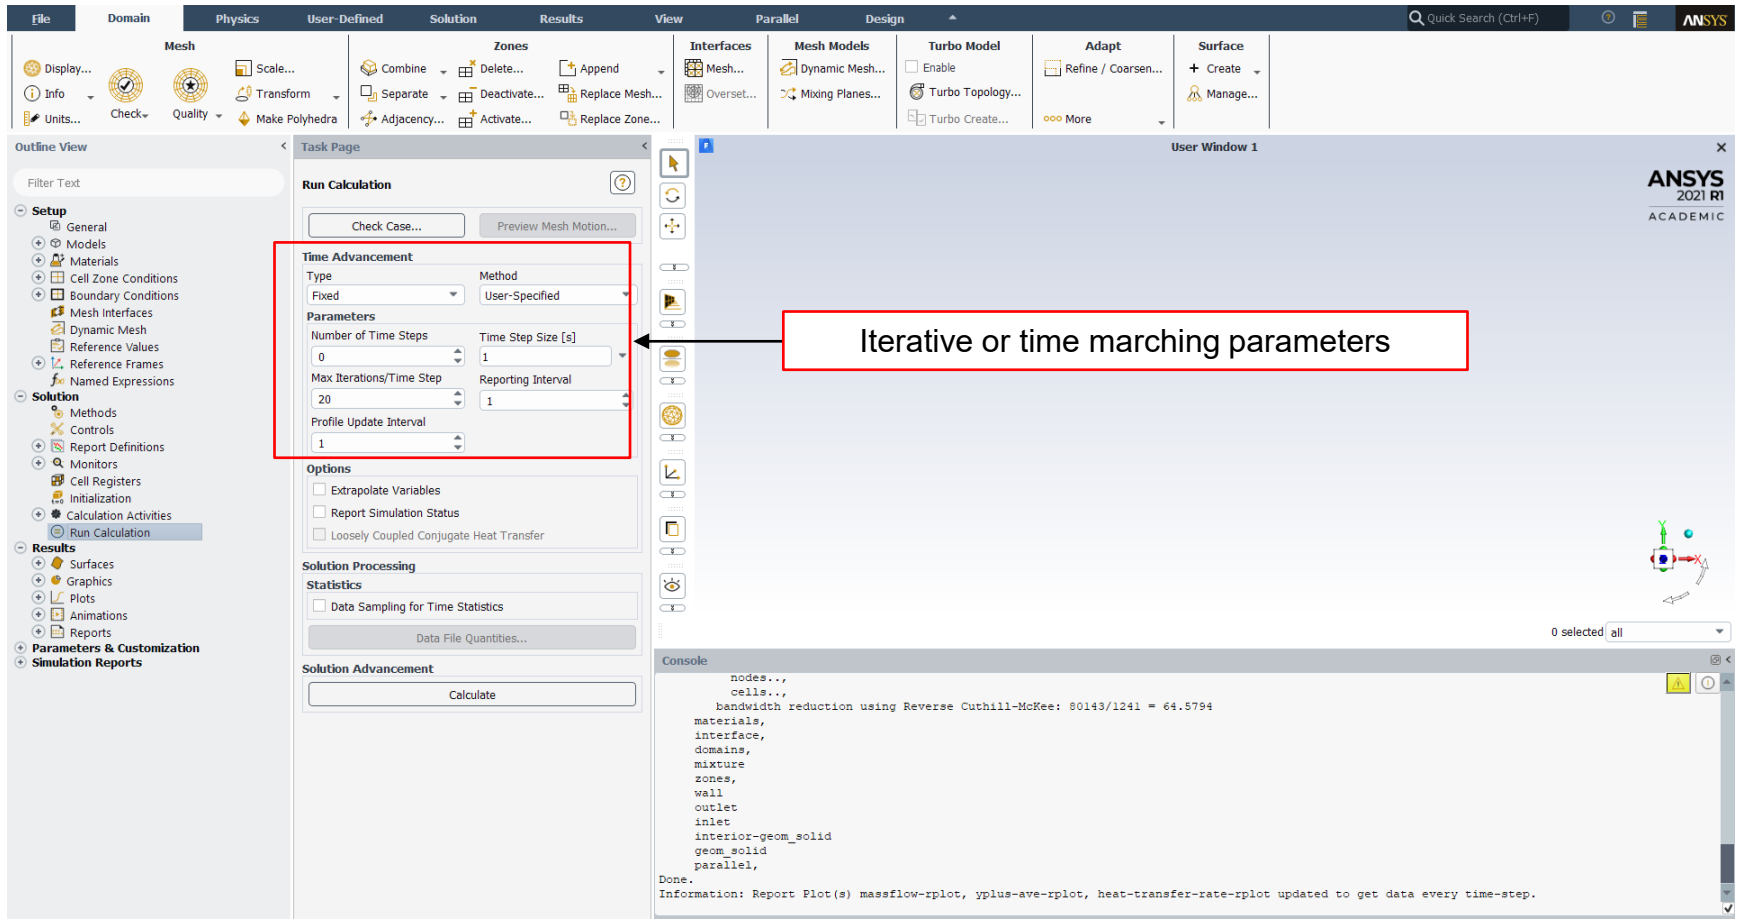 File Domain Physics User-Defined Solution Results View Parallel Design Quick Search (Ctrl+F) ANSYS
Mesh Zones Interfaces Mesh Models Turbo Model Adapt Surface
Display... Scale... Combine Delete... Append Mesh... Dynamic Mesh... Enable Refine / Coarsen... + Create
Info Check Quality Transform Separate Deactivate... Replace Mesh... Overset... Mixing Planes... Turbo Topology... Manage...
Units... Make Polyhedra Adjacency... Activate... Replace Zone... Turbo Create... More
Outline View
Filter Text
Setup
General
Models
Materials
Cell Zone Conditions
Boundary Conditions
Mesh Interfaces
Dynamic Mesh
Reference Values
Reference Frames
Named Expressions
Solution
Methods
Controls
Report Definitions
Monitors
Cell Registers
Initialization
Calculation Activities
Run Calculation
Results
Surfaces
Graphics
Plots
Animations
Reports
Parameters & Customization
Simulation Reports
Task Page
Run Calculation
Check Case... Preview Mesh Motion...
Time Advancement
Type Method
Fixed User-Specified
Parameters
Number of Time Steps Time Step Size [s]
0 1
Max Iterations/Time Step Reporting Interval
20 1
Profile Update Interval
1
Options
Extrapolate Variables
Report Simulation Status
Loosely Coupled Conjugate Heat Transfer
Solution Processing
Statistics
Data Sampling for Time Statistics
Data File Quantities...
Solution Advancement
Calculate
User Window 1
ANSYS
2021 R1
ACADEMIC
Iterative or time marching parameters
Y
X
0 selected all
Console
nodes..,
cells..,
bandwidth reduction using Reverse Cuthill-McKee: 80143/1241 = 64.5794
materials,
interface,
domains,
mixture
zones,
wall
outlet
inlet
interior-geom_solid
geom_solid
parallel,
Done.
Information: Report Plot(s) massflow-rplot, yplus-ave-rplot, heat-transfer-rate-rplot updated to get data every time-step.